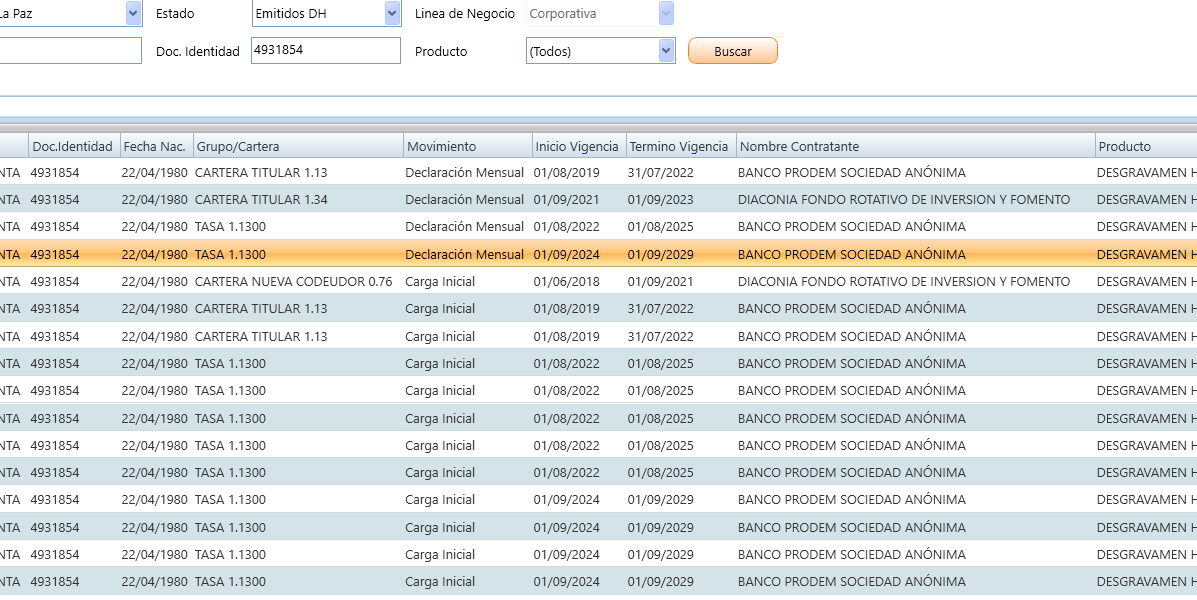 La Paz Estado Emitidos DH Linea de Negocio Corporativa
Doc. Identidad 4931854 Producto (Todos) Buscar
Doc.Identidad Fecha Nac. Grupo/Cartera Movimiento Inicio Vigencia Termino Vigencia Nombre Contratante Producto
NTA 4931854 22/04/1980 CARTERA TITULAR 1.13 Declaración Mensual 01/08/2019 31/07/2022 BANCO PRODEM SOCIEDAD ANÓNIMA DESGRAVAMEN H
NTA 4931854 22/04/1980 CARTERA TITULAR 1.34 Declaración Mensual 01/09/2021 01/09/2023 DIACONIA FONDO ROTATIVO DE INVERSION Y FOMENTO DESGRAVAMEN H
NTA 4931854 22/04/1980 TASA 1.1300 Declaración Mensual 01/08/2022 01/08/2025 BANCO PRODEM SOCIEDAD ANÓNIMA DESGRAVAMEN H
NTA 4931854 22/04/1980 TASA 1.1300 Declaración Mensual 01/09/2024 01/09/2029 BANCO PRODEM SOCIEDAD ANÓNIMA DESGRAVAMEN H
NTA 4931854 22/04/1980 CARTERA NUEVA CODEUDOR 0.76 Carga Inicial 01/06/2018 01/09/2021 DIACONIA FONDO ROTATIVO DE INVERSION Y FOMENTO DESGRAVAMEN H
NTA 4931854 22/04/1980 CARTERA TITULAR 1.13 Carga Inicial 01/08/2019 31/07/2022 BANCO PRODEM SOCIEDAD ANÓNIMA DESGRAVAMEN H
NTA 4931854 22/04/1980 CARTERA TITULAR 1.13 Carga Inicial 01/08/2019 31/07/2022 BANCO PRODEM SOCIEDAD ANÓNIMA DESGRAVAMEN H
NTA 4931854 22/04/1980 TASA 1.1300 Carga Inicial 01/08/2022 01/08/2025 BANCO PRODEM SOCIEDAD ANÓNIMA DESGRAVAMEN H
NTA 4931854 22/04/1980 TASA 1.1300 Carga Inicial 01/08/2022 01/08/2025 BANCO PRODEM SOCIEDAD ANÓNIMA DESGRAVAMEN H
NTA 4931854 22/04/1980 TASA 1.1300 Carga Inicial 01/08/2022 01/08/2025 BANCO PRODEM SOCIEDAD ANÓNIMA DESGRAVAMEN H
NTA 4931854 22/04/1980 TASA 1.1300 Carga Inicial 01/08/2022 01/08/2025 BANCO PRODEM SOCIEDAD ANÓNIMA DESGRAVAMEN H
NTA 4931854 22/04/1980 TASA 1.1300 Carga Inicial 01/08/2022 01/08/2025 BANCO PRODEM SOCIEDAD ANÓNIMA DESGRAVAMEN H
NTA 4931854 22/04/1980 TASA 1.1300 Carga Inicial 01/09/2024 01/09/2029 BANCO PRODEM SOCIEDAD ANÓNIMA DESGRAVAMEN H
NTA 4931854 22/04/1980 TASA 1.1300 Carga Inicial 01/09/2024 01/09/2029 BANCO PRODEM SOCIEDAD ANÓNIMA DESGRAVAMEN H
NTA 4931854 22/04/1980 TASA 1.1300 Carga Inicial 01/09/2024 01/09/2029 BANCO PRODEM SOCIEDAD ANÓNIMA DESGRAVAMEN H
NTA 4931854 22/04/1980 TASA 1.1300 Carga Inicial 01/09/2024 01/09/2029 BANCO PRODEM SOCIEDAD ANÓNIMA DESGRAVAMEN H